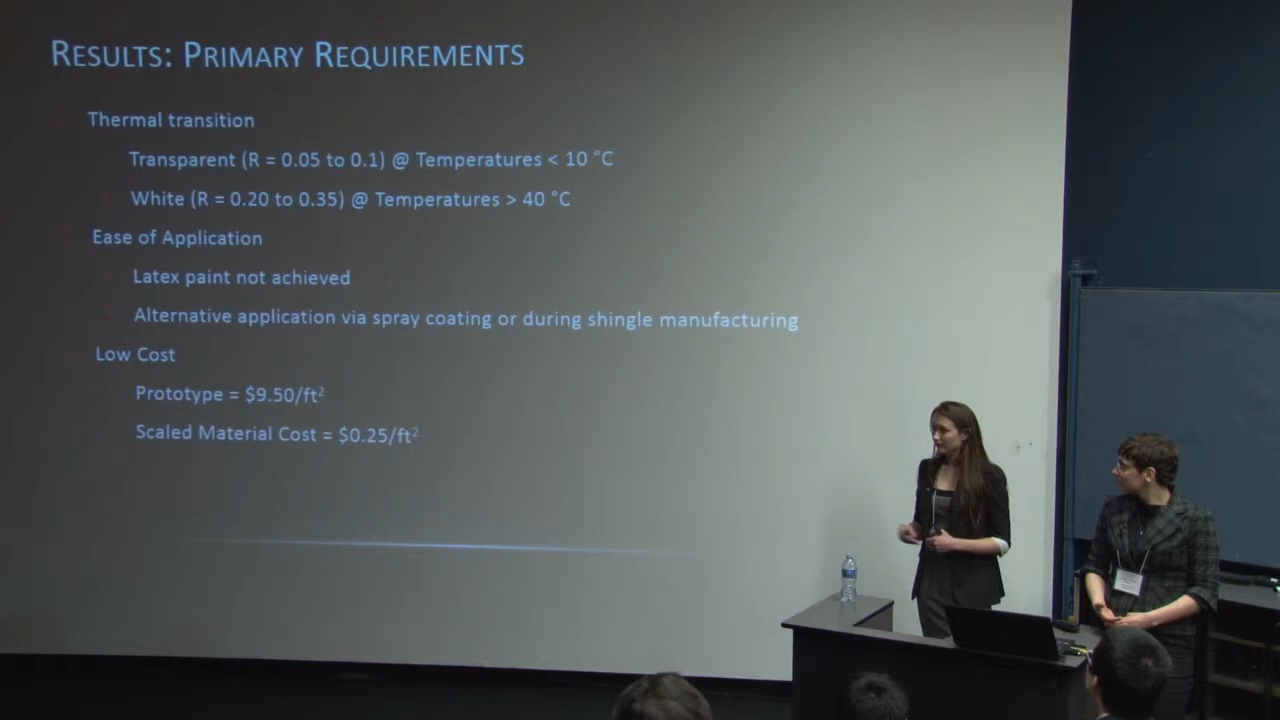 RESULTS: PRIMARY REQUIREMENTS
Thermal transition
Transparent (R = 0.05 to 0.1) @ Temperatures < 10 °C
White (R = 0.20 to 0.35) @ Temperatures > 40 °C
Ease of Application
Latex paint not achieved
Alternative application via spray coating or during shingle manufacturing
Low Cost
Prototype = $9.50/ft²
Scaled Material Cost = $0.25/ft²